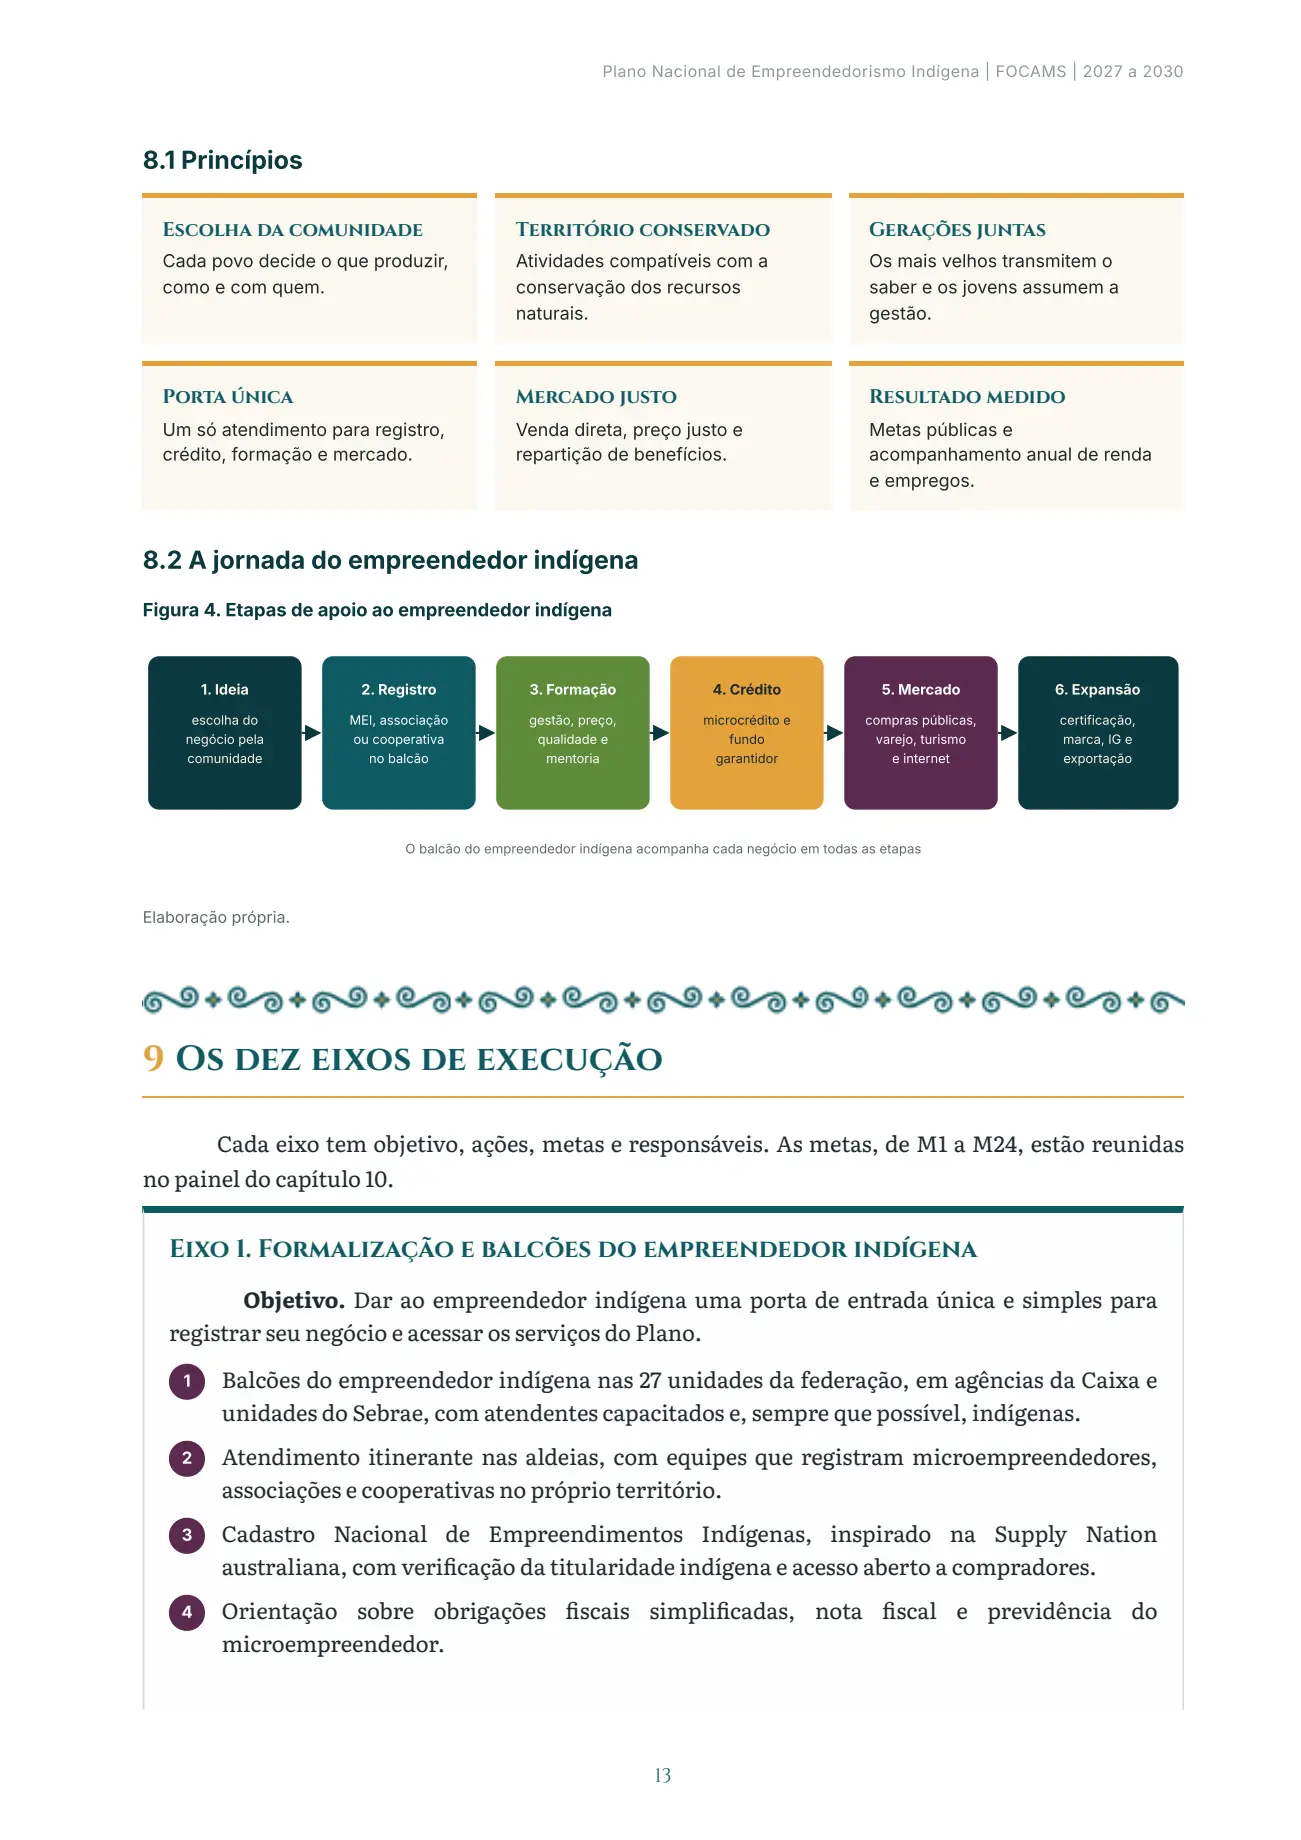 Plano Nacional de Empreendedorismo Indígena | FOCAMS | 2027 a 2030
8.1 Princípios
Escolha da comunidade
Cada povo decide o que produzir,
como e com quem.
Território conservado
Atividades compatíveis com a
conservação dos recursos
naturais.
Gerações juntas
Os mais velhos transmitem o
saber e os jovens assumem a
gestão.
Porta única
Um só atendimento para registro,
crédito, formação e mercado.
Mercado justo
Venda direta, preço justo e
repartição de benefícios.
Resultado medido
Metas públicas e
acompanhamento anual de renda
e empregos.
8.2 A jornada do empreendedor indígena
Figura 4. Etapas de apoio ao empreendedor indígena
1. Ideia
escolha do
negócio pela
comunidade
2. Registro
MEI, associação
ou cooperativa
no balcão
3. Formação
gestão, preço,
qualidade e
mentoria
4. Crédito
microcrédito e
fundo
garantidor
5. Mercado
compras públicas,
varejo, turismo
e internet
6. Expansão
certificação,
marca, IG e
exportação
O balcão do empreendedor indígena acompanha cada negócio em todas as etapas
Elaboração própria.
9 Os dez eixos de execução
Cada eixo tem objetivo, ações, metas e responsáveis. As metas, de M1 a M24, estão reunidas
no painel do capítulo 10.
Eixo 1. Formalização e balcões do empreendedor indígena
Objetivo. Dar ao empreendedor indígena uma porta de entrada única e simples para
registrar seu negócio e acessar os serviços do Plano.
1 Balcões do empreendedor indígena nas 27 unidades da federação, em agências da Caixa e
unidades do Sebrae, com atendentes capacitados e, sempre que possível, indígenas.
2 Atendimento itinerante nas aldeias, com equipes que registram microempreendedores,
associações e cooperativas no próprio território.
3 Cadastro Nacional de Empreendimentos Indígenas, inspirado na Supply Nation
australiana, com verificação da titularidade indígena e acesso aberto a compradores.
4 Orientação sobre obrigações fiscais simplificadas, nota fiscal e previdência do
microempreendedor.
13